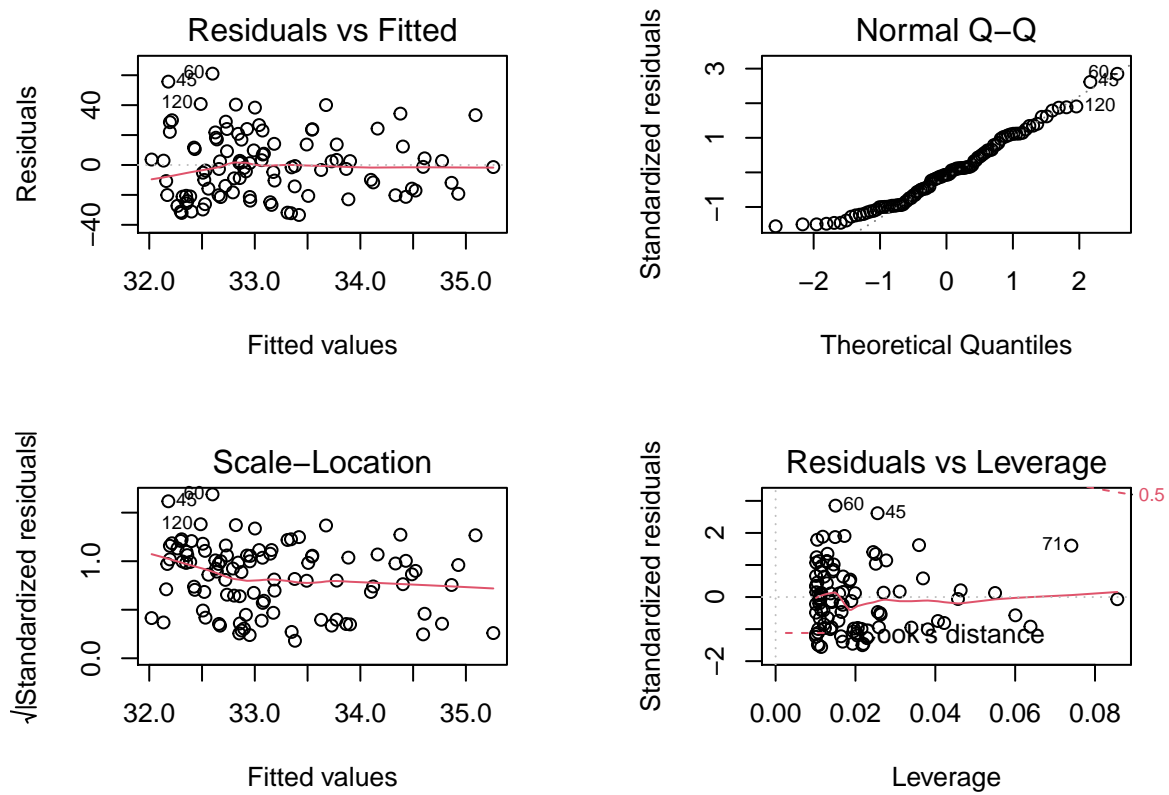 Residuals vs Fitted
Residuals
−40
0
40
60
45
120
32.0 33.0 34.0 35.0
Fitted values
Normal Q−Q
Standardized residuals
−1
1
3
60
45
120
−2 −1 0 1 2
Theoretical Quantiles
Scale−Location
√|Standardized residuals|
0.0
1.0
60
45
120
32.0 33.0 34.0 35.0
Fitted values
Residuals vs Leverage
Standardized residuals
−2
0
2
0.5
60
45
71
Cook's distance
0.00 0.02 0.04 0.06 0.08
Leverage